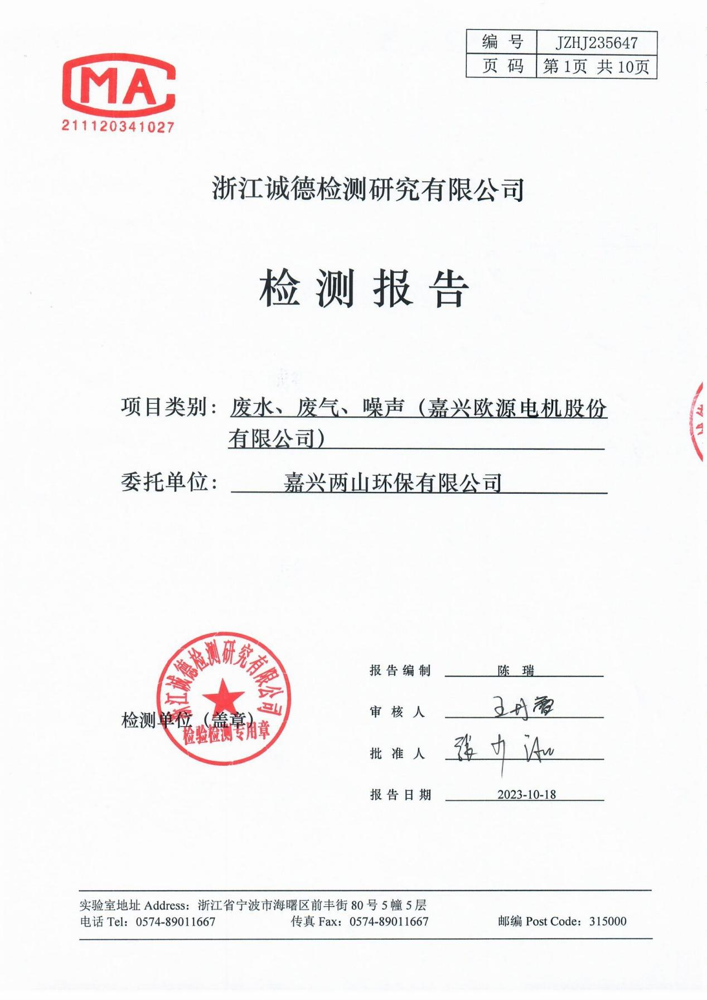 编 号 JZHJ235647
页 码 第 1页 共 10页
MA
211120341027
浙江诚德检测研究有限公司
检测报告
项目类别：废水、废气、噪声（嘉兴欧源电机股份
有限公司）
委托单位：嘉兴两山环保有限公司
浙江诚德检测研究有限公司
检验检测专用章
检测单位（盖章）
报告编制 陈 瑞
审 核 人 王丹
批 准 人 张
报告日期 2023-10-18
实验室地址 Address：浙江省宁波市海曙区前丰街 80 号 5 幢 5 层
电话 Tel：0574-89011667 传真 Fax：0574-89011667 邮编 Post Code：315000